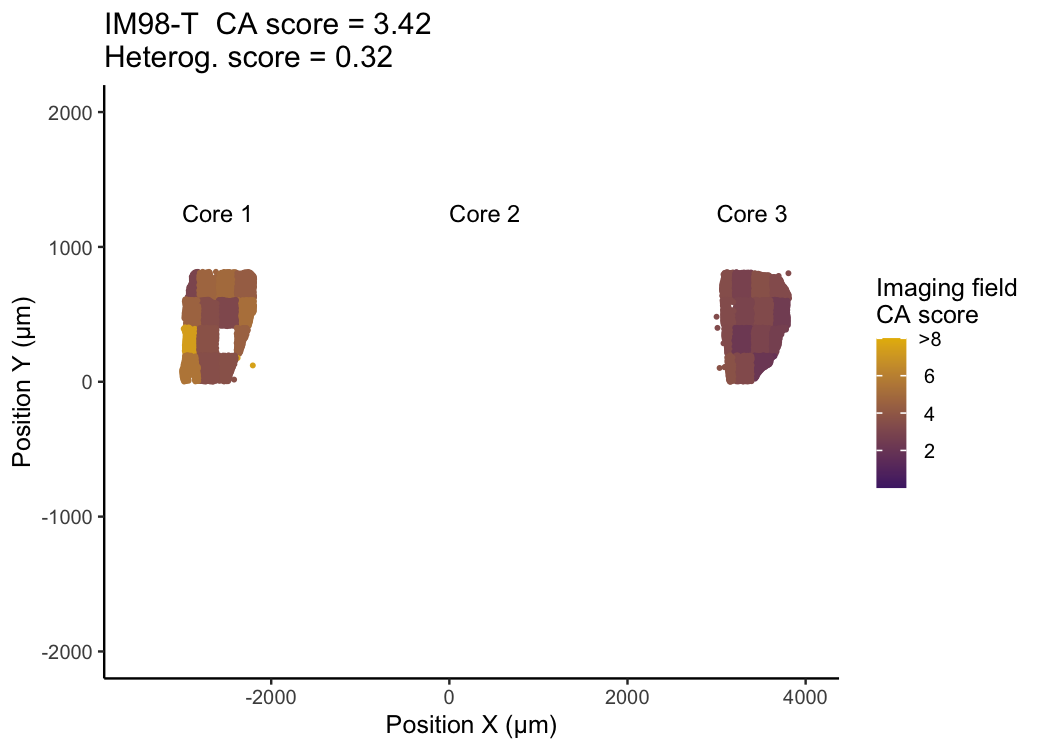 IM98-T  CA score = 3.42
Heterog. score = 0.32
2000
1000
0
-1000
-2000
Position Y (µm)
Core 1
Core 2
Core 3
-2000
0
2000
4000
Position X (µm)
Imaging field
CA score
>8
6
4
2